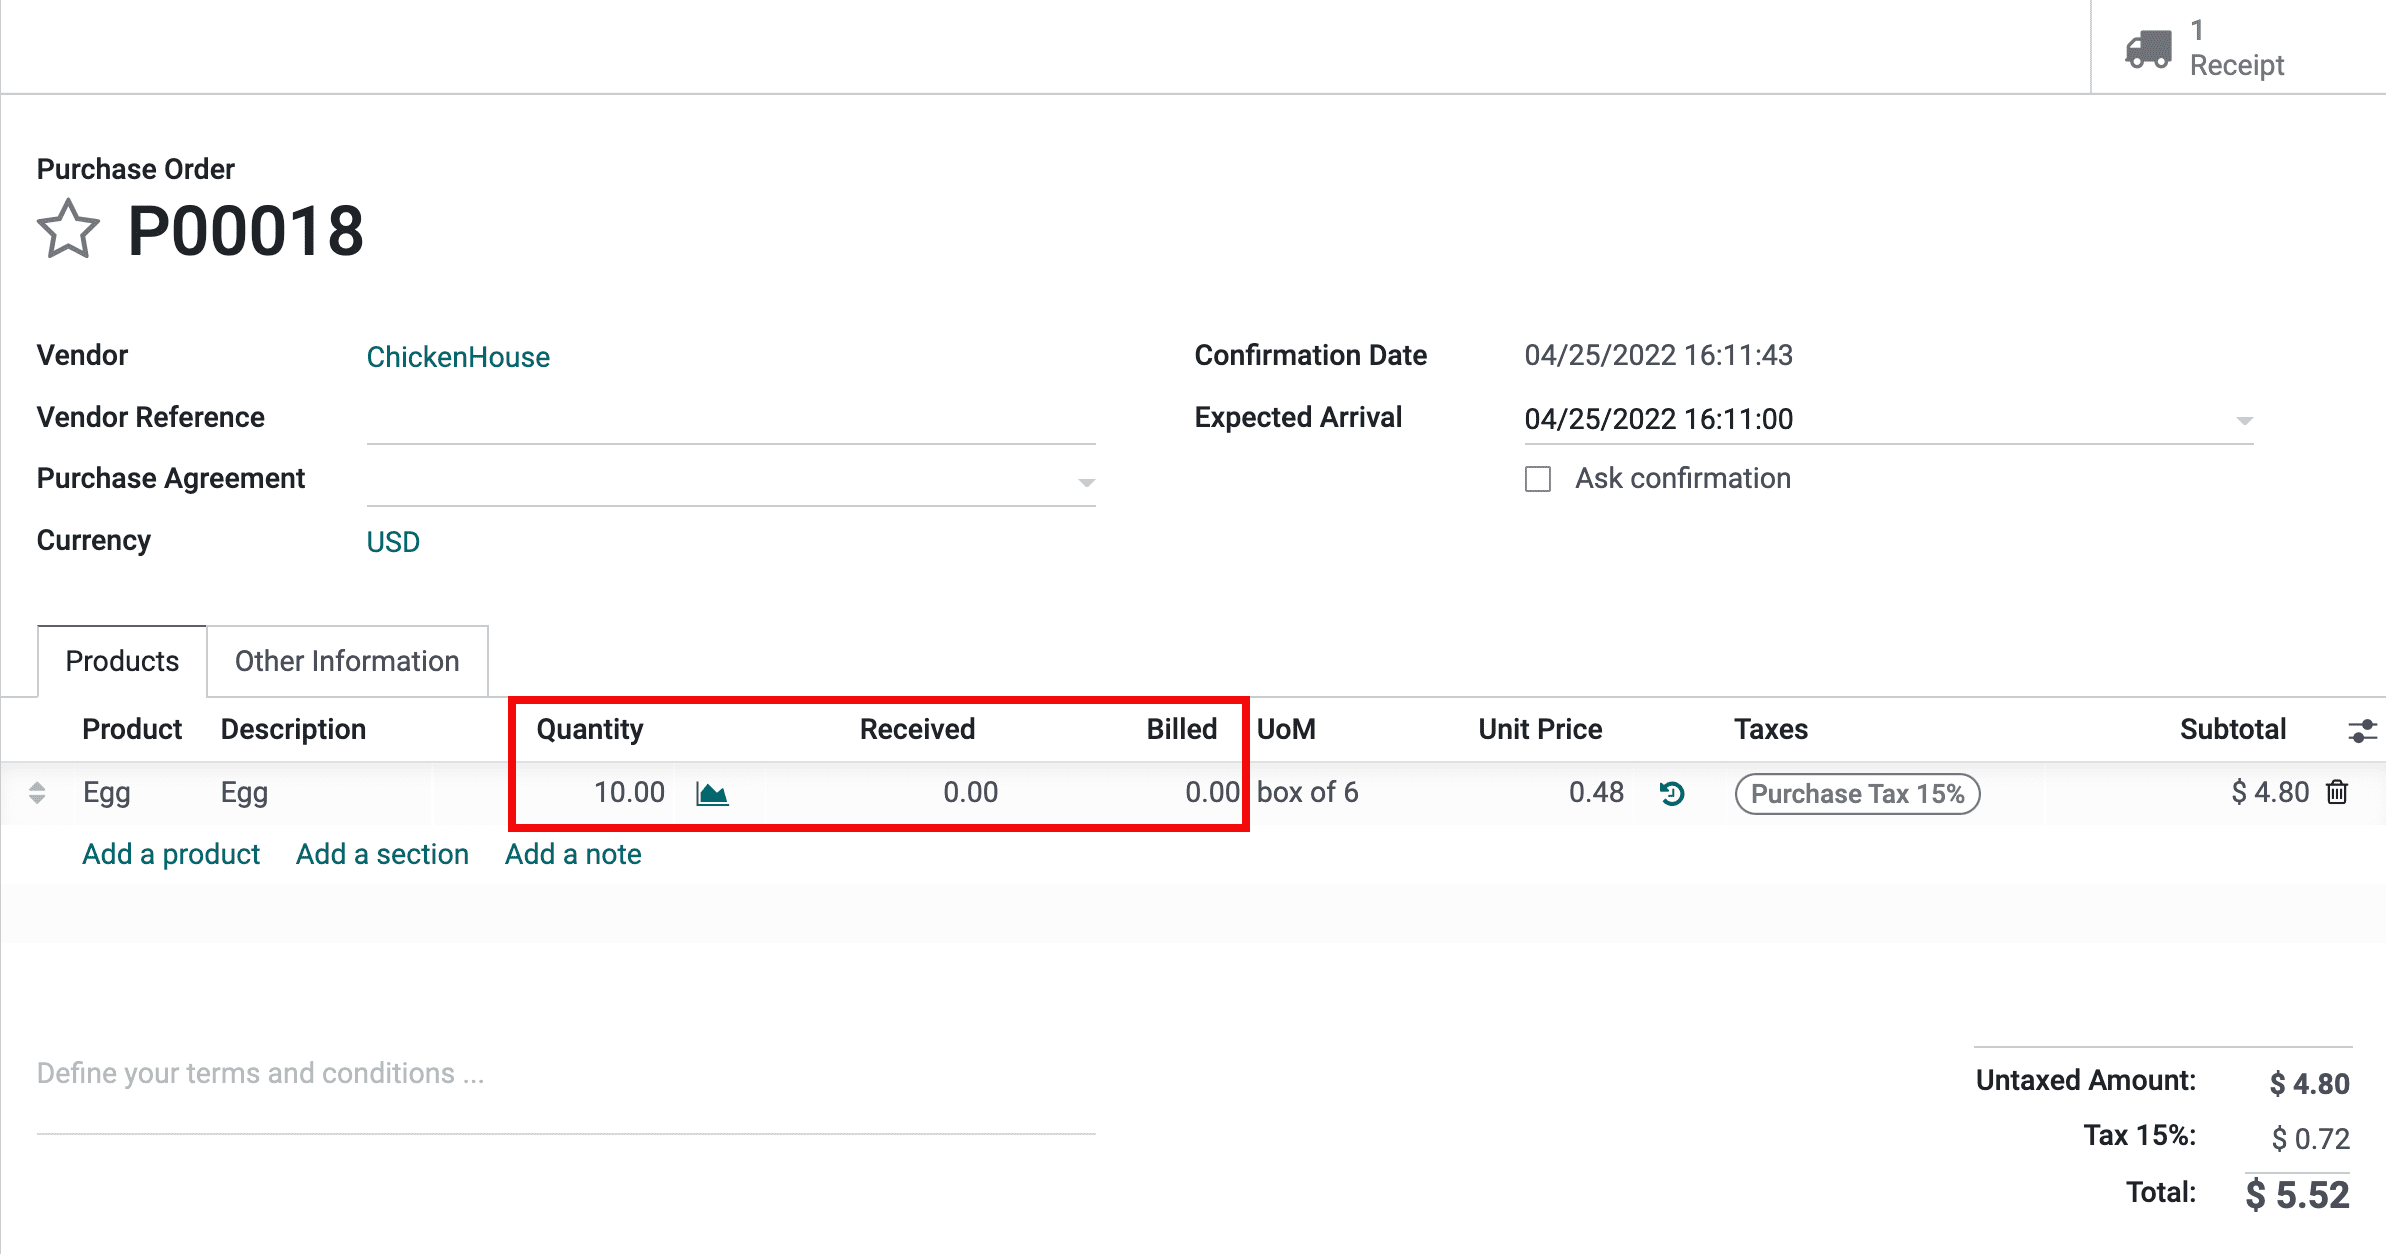 1
Receipt
Purchase Order
P00018
Vendor ChickenHouse
Confirmation Date 04/25/2022 16:11:43
Vendor Reference
Expected Arrival 04/25/2022 16:11:00
Purchase Agreement
Ask confirmation
Currency USD
Products Other Information
Product Description Quantity Received Billed UoM Unit Price Taxes Subtotal
Egg Egg 10.00 0.00 0.00 box of 6 0.48 Purchase Tax 15% $ 4.80
Add a product Add a section Add a note
Define your terms and conditions ...
Untaxed Amount: $ 4.80
Tax 15%: $ 0.72
Total: $ 5.52